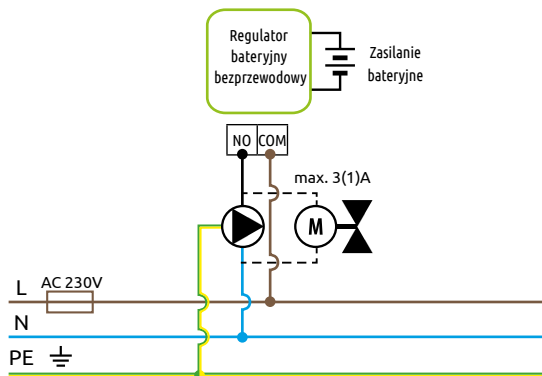 Regulator
bateryjny
bezprzewodowy
Zasilanie
bateryjne
NO COM
max. 3(1)A
M
L AC 230V
N
PE